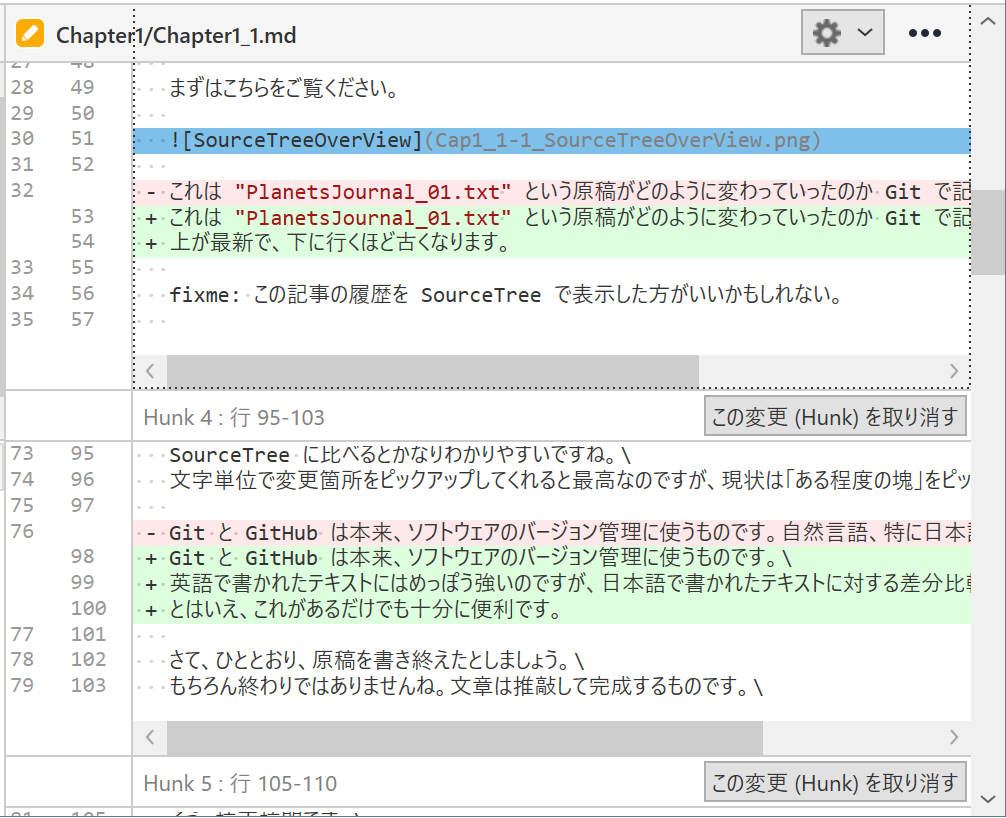 Chapter1/Chapter1_1.md
28 49 まずはこちらをご覧ください。
29 50
30 51 ![SourceTreeOverView](Cap1_1-1_SourceTreeOverView.png)
31 52
32 - これは "PlanetsJournal_01.txt" という原稿がどのように変わっていったのか Git で記
53 + これは "PlanetsJournal_01.txt" という原稿がどのように変わっていったのか Git で記
54 + 上が最新で、下に行くほど古くなります。
33 55
34 56 fixme: この記事の履歴を SourceTree で表示した方がいいかもしれない。
35 57
Hunk 4 : 行 95-103 この変更 (Hunk) を取り消す
73 95 SourceTree に比べるとかなりわかりやすいですね。\
74 96 文字単位で変更箇所をピックアップしてくれると最高なのですが、現状は「ある程度の塊」をピッ
75 97
76 - Git と GitHub は本来、ソフトウェアのバージョン管理に使うものです。自然言語、特に日本
98 + Git と GitHub は本来、ソフトウェアのバージョン管理に使うものです。\
99 + 英語で書かれたテキストにはめっぽう強いのですが、日本語で書かれたテキストに対する差分比
100 + とはいえ、これがあるだけでも十分に便利です。
77 101
78 102 さて、ひととおり、原稿を書き終えたとしましょう。\
79 103 もちろん終わりではありませんね。文章は推敲して完成するものです。\
Hunk 5 : 行 105-110 この変更 (Hunk) を取り消す